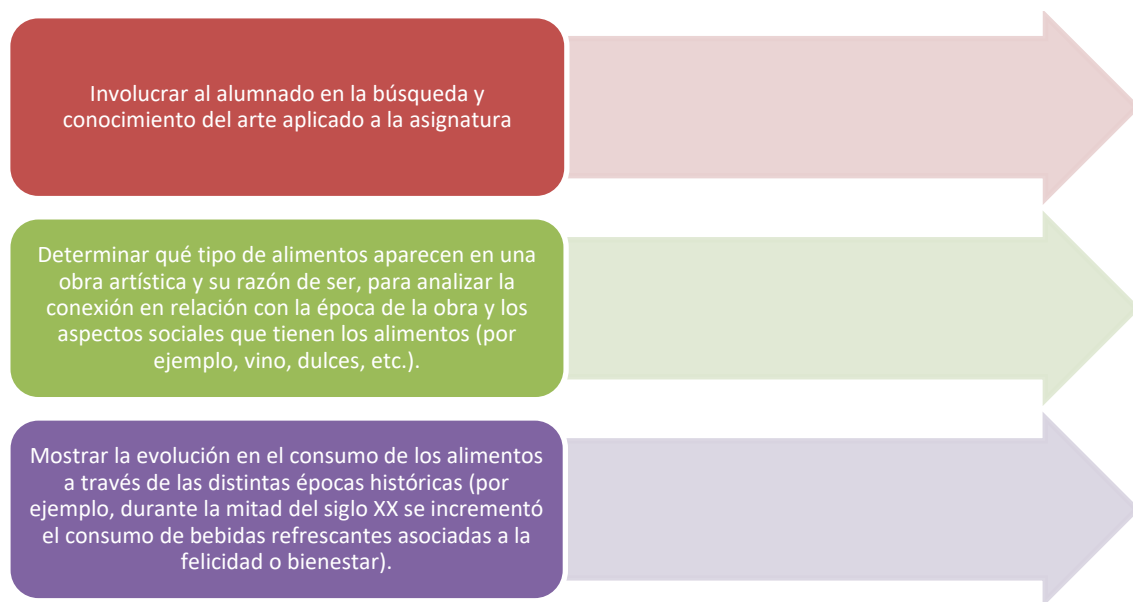 Involucrar al alumnado en la búsqueda y
conocimiento del arte aplicado a la asignatura
Determinar qué tipo de alimentos aparecen en una
obra artística y su razón de ser, para analizar la
conexión en relación con la época de la obra y los
aspectos sociales que tienen los alimentos (por
ejemplo, vino, dulces, etc.).
Mostrar la evolución en el consumo de los alimentos
a través de las distintas épocas históricas (por
ejemplo, durante la mitad del siglo XX se incrementó
el consumo de bebidas refrescantes asociadas a la
felicidad o bienestar).